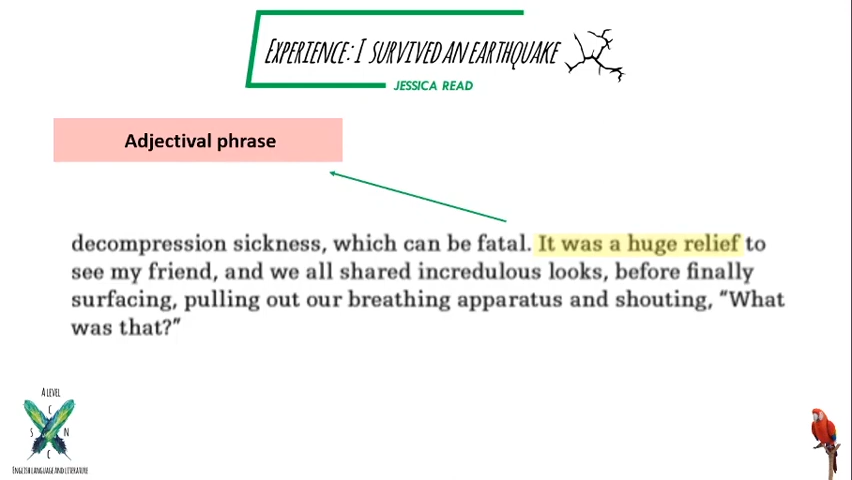 EXPERIENCE: I SURVIVED AN EARTHQUAKE
JESSICA READ
Adjectival phrase
decompression sickness, which can be fatal. It was a huge relief to
see my friend, and we all shared incredulous looks, before finally
surfacing, pulling out our breathing apparatus and shouting, “What
was that?”
A LEVEL
C
S N
C
ENGLISH LANGUAGE AND LITERATURE